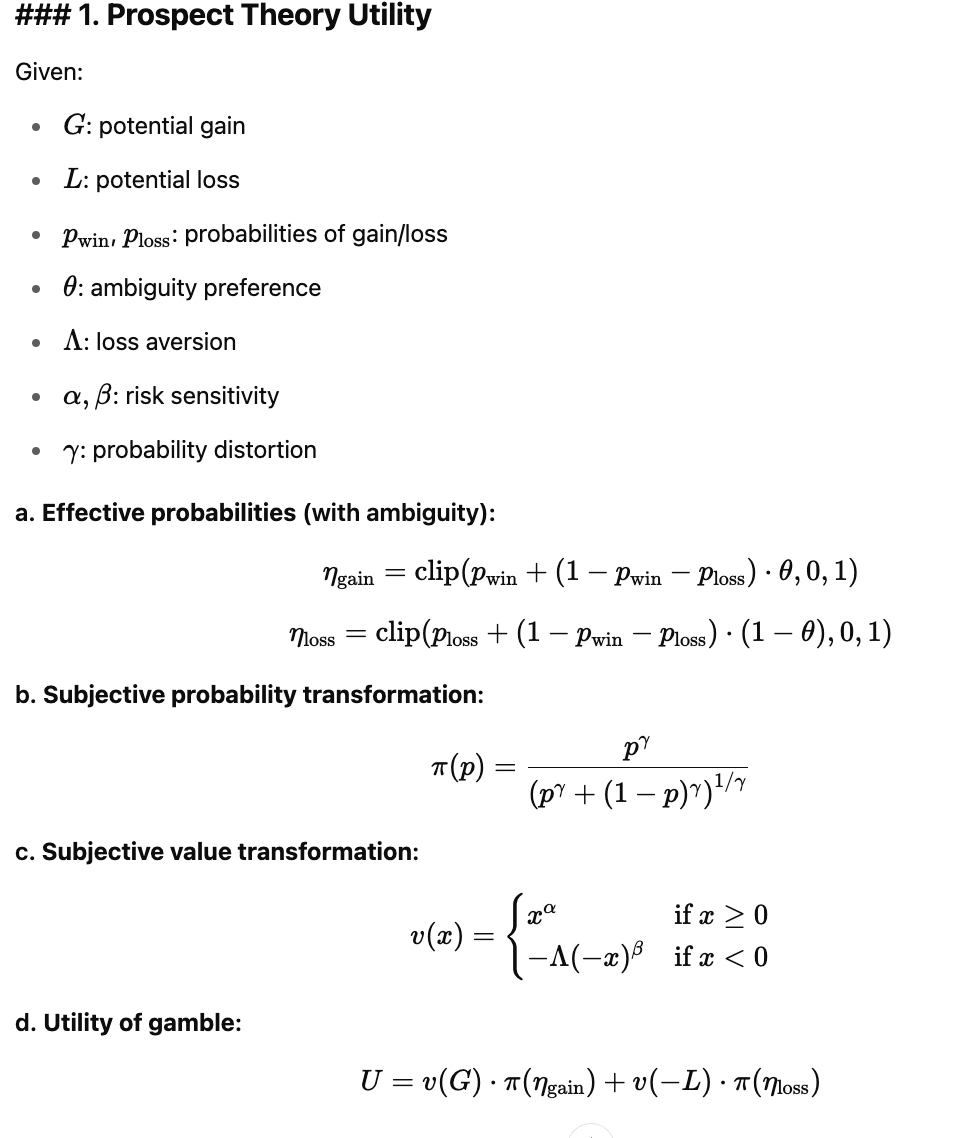 ### 1. Prospect Theory Utility
Given:
• G: potential gain
• L: potential loss
• p_win, p_loss: probabilities of gain/loss
• θ: ambiguity preference
• Λ: loss aversion
• α, β: risk sensitivity
• γ: probability distortion
a. Effective probabilities (with ambiguity):
η_gain = clip(p_win + (1 − p_win − p_loss) · θ, 0, 1)
η_loss = clip(p_loss + (1 − p_win − p_loss) · (1 − θ), 0, 1)
b. Subjective probability transformation:
π(p) = p^γ / (p^γ + (1 − p)^γ)^{1/γ}
c. Subjective value transformation:
v(x) = { x^α if x ≥ 0
−Λ(−x)^β if x < 0
d. Utility of gamble:
U = v(G) · π(η_gain) + v(−L) · π(η_loss)